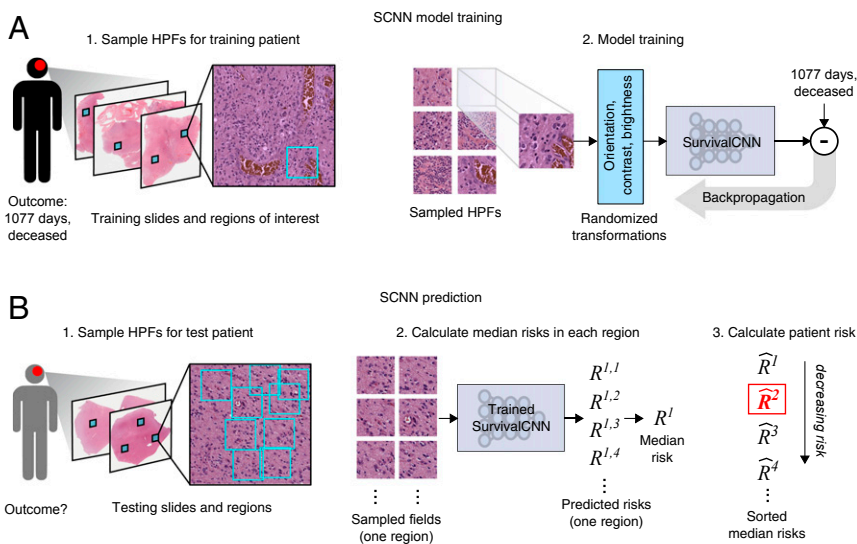 A
SCNN model training
1. Sample HPFs for training patient
2. Model training
Outcome:
1077 days,
deceased
Training slides and regions of interest
Sampled HPFs
Orientation,
contrast, brightness
Randomized
transformations
SurvivalCNN
1077 days,
deceased
-
Backpropagation
B
SCNN prediction
1. Sample HPFs for test patient
2. Calculate median risks in each region
3. Calculate patient risk
Outcome?
Testing slides and regions
Sampled fields
(one region)
Trained
SurvivalCNN
R^{1,1}
R^{1,2}
R^{1,3}
R^{1,4}
Predicted risks
(one region)
R^1
Median
risk
R̂^1
R̂^2
R̂^3
R̂^4
decreasing risk
Sorted
median risks